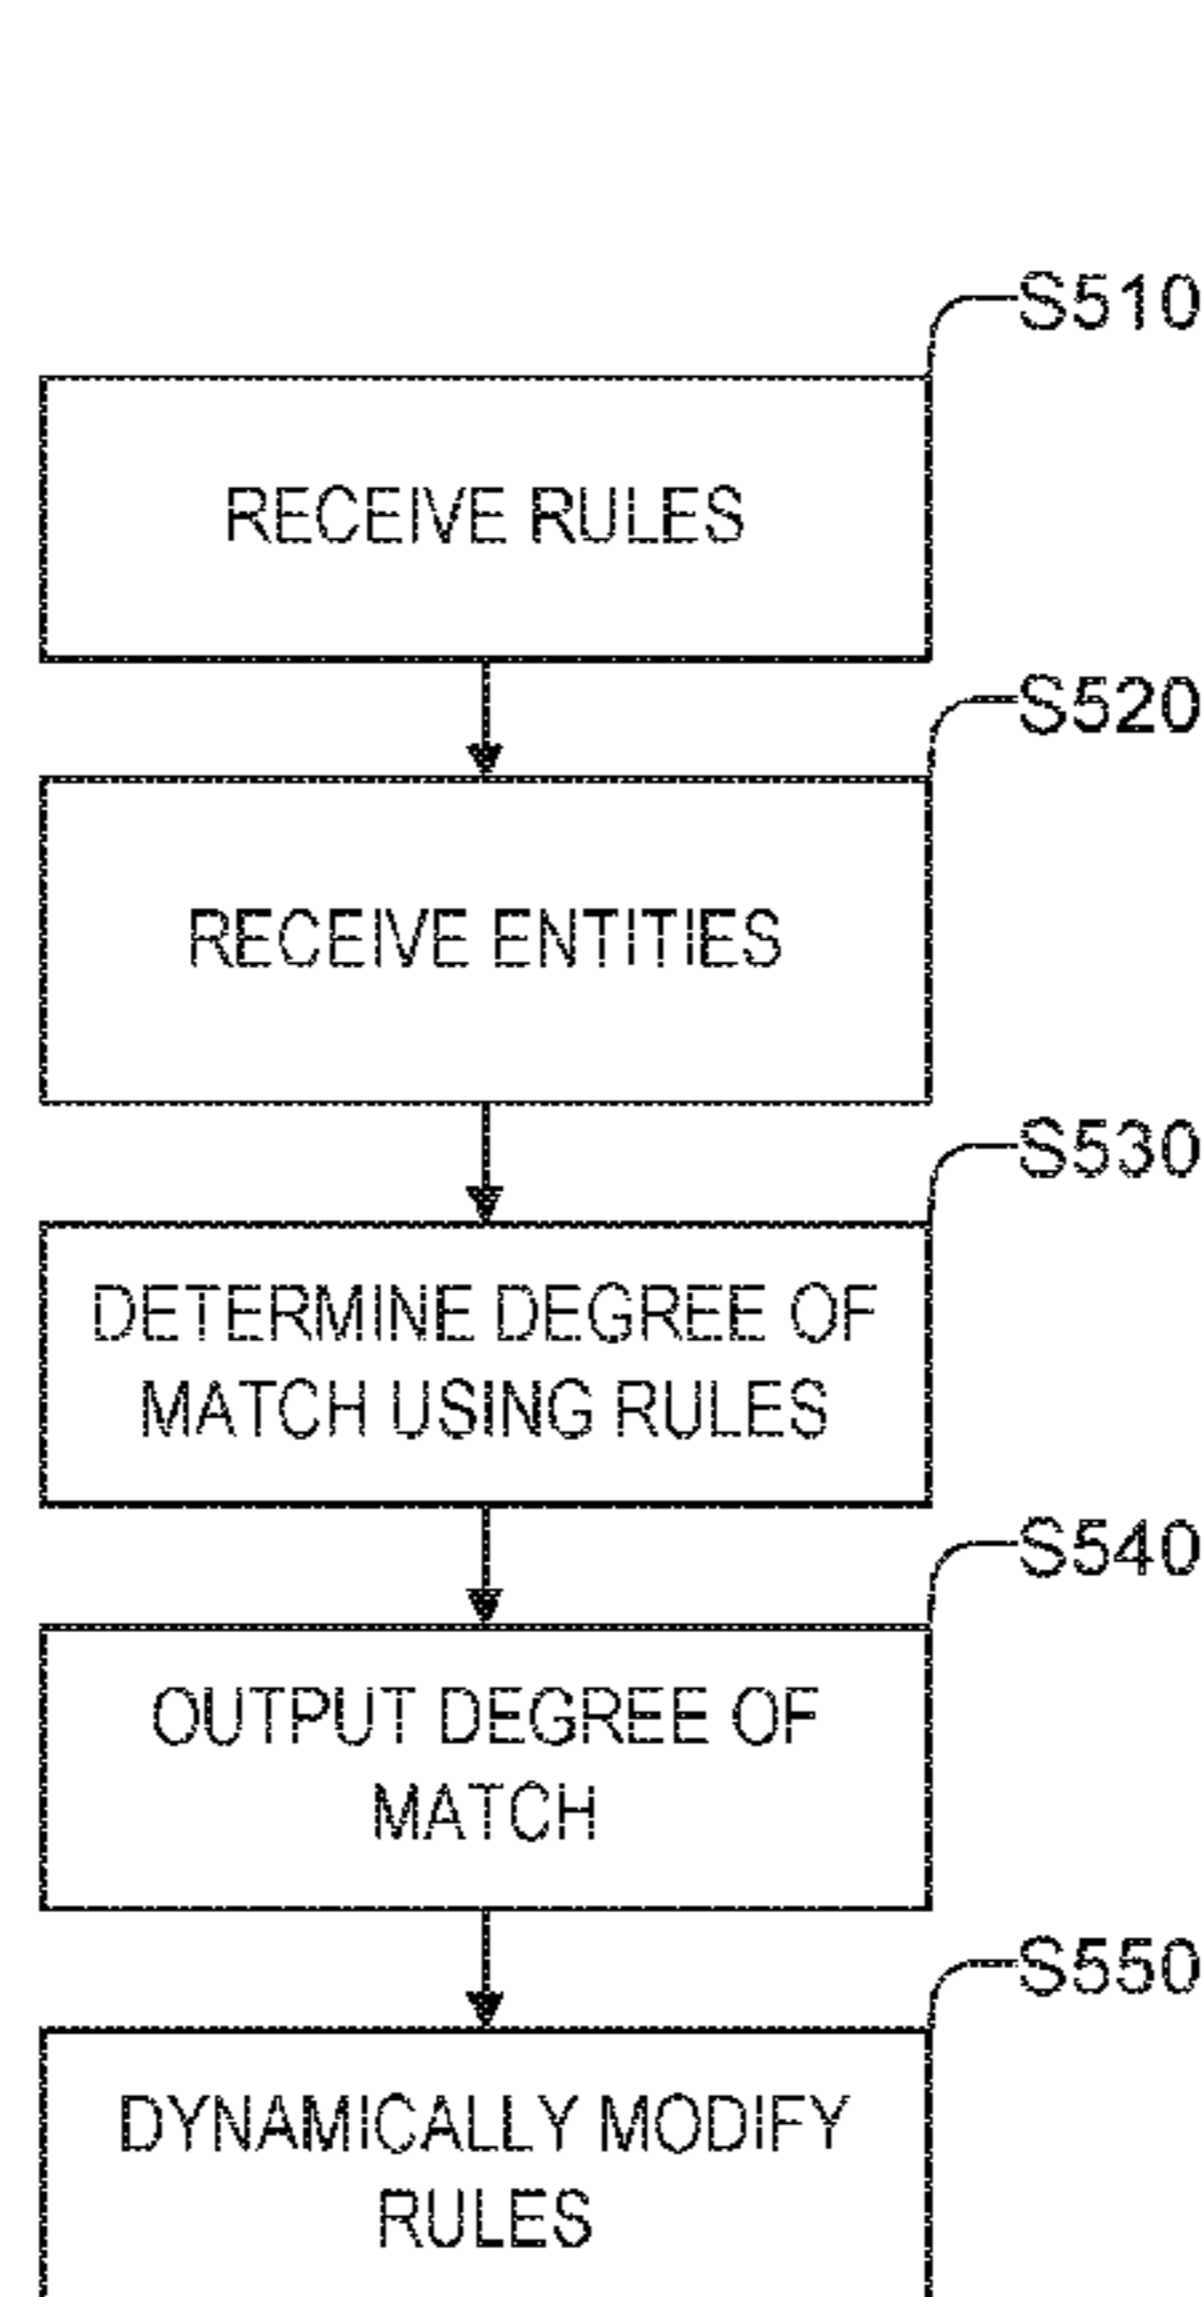 S510
RECEIVE RULES
S520
RECEIVE ENTITIES
S530
DETERMINE DEGREE OF
MATCH USING RULES
S540
OUTPUT DEGREE OF
MATCH
S550
DYNAMICALLY MODIFY
RULES